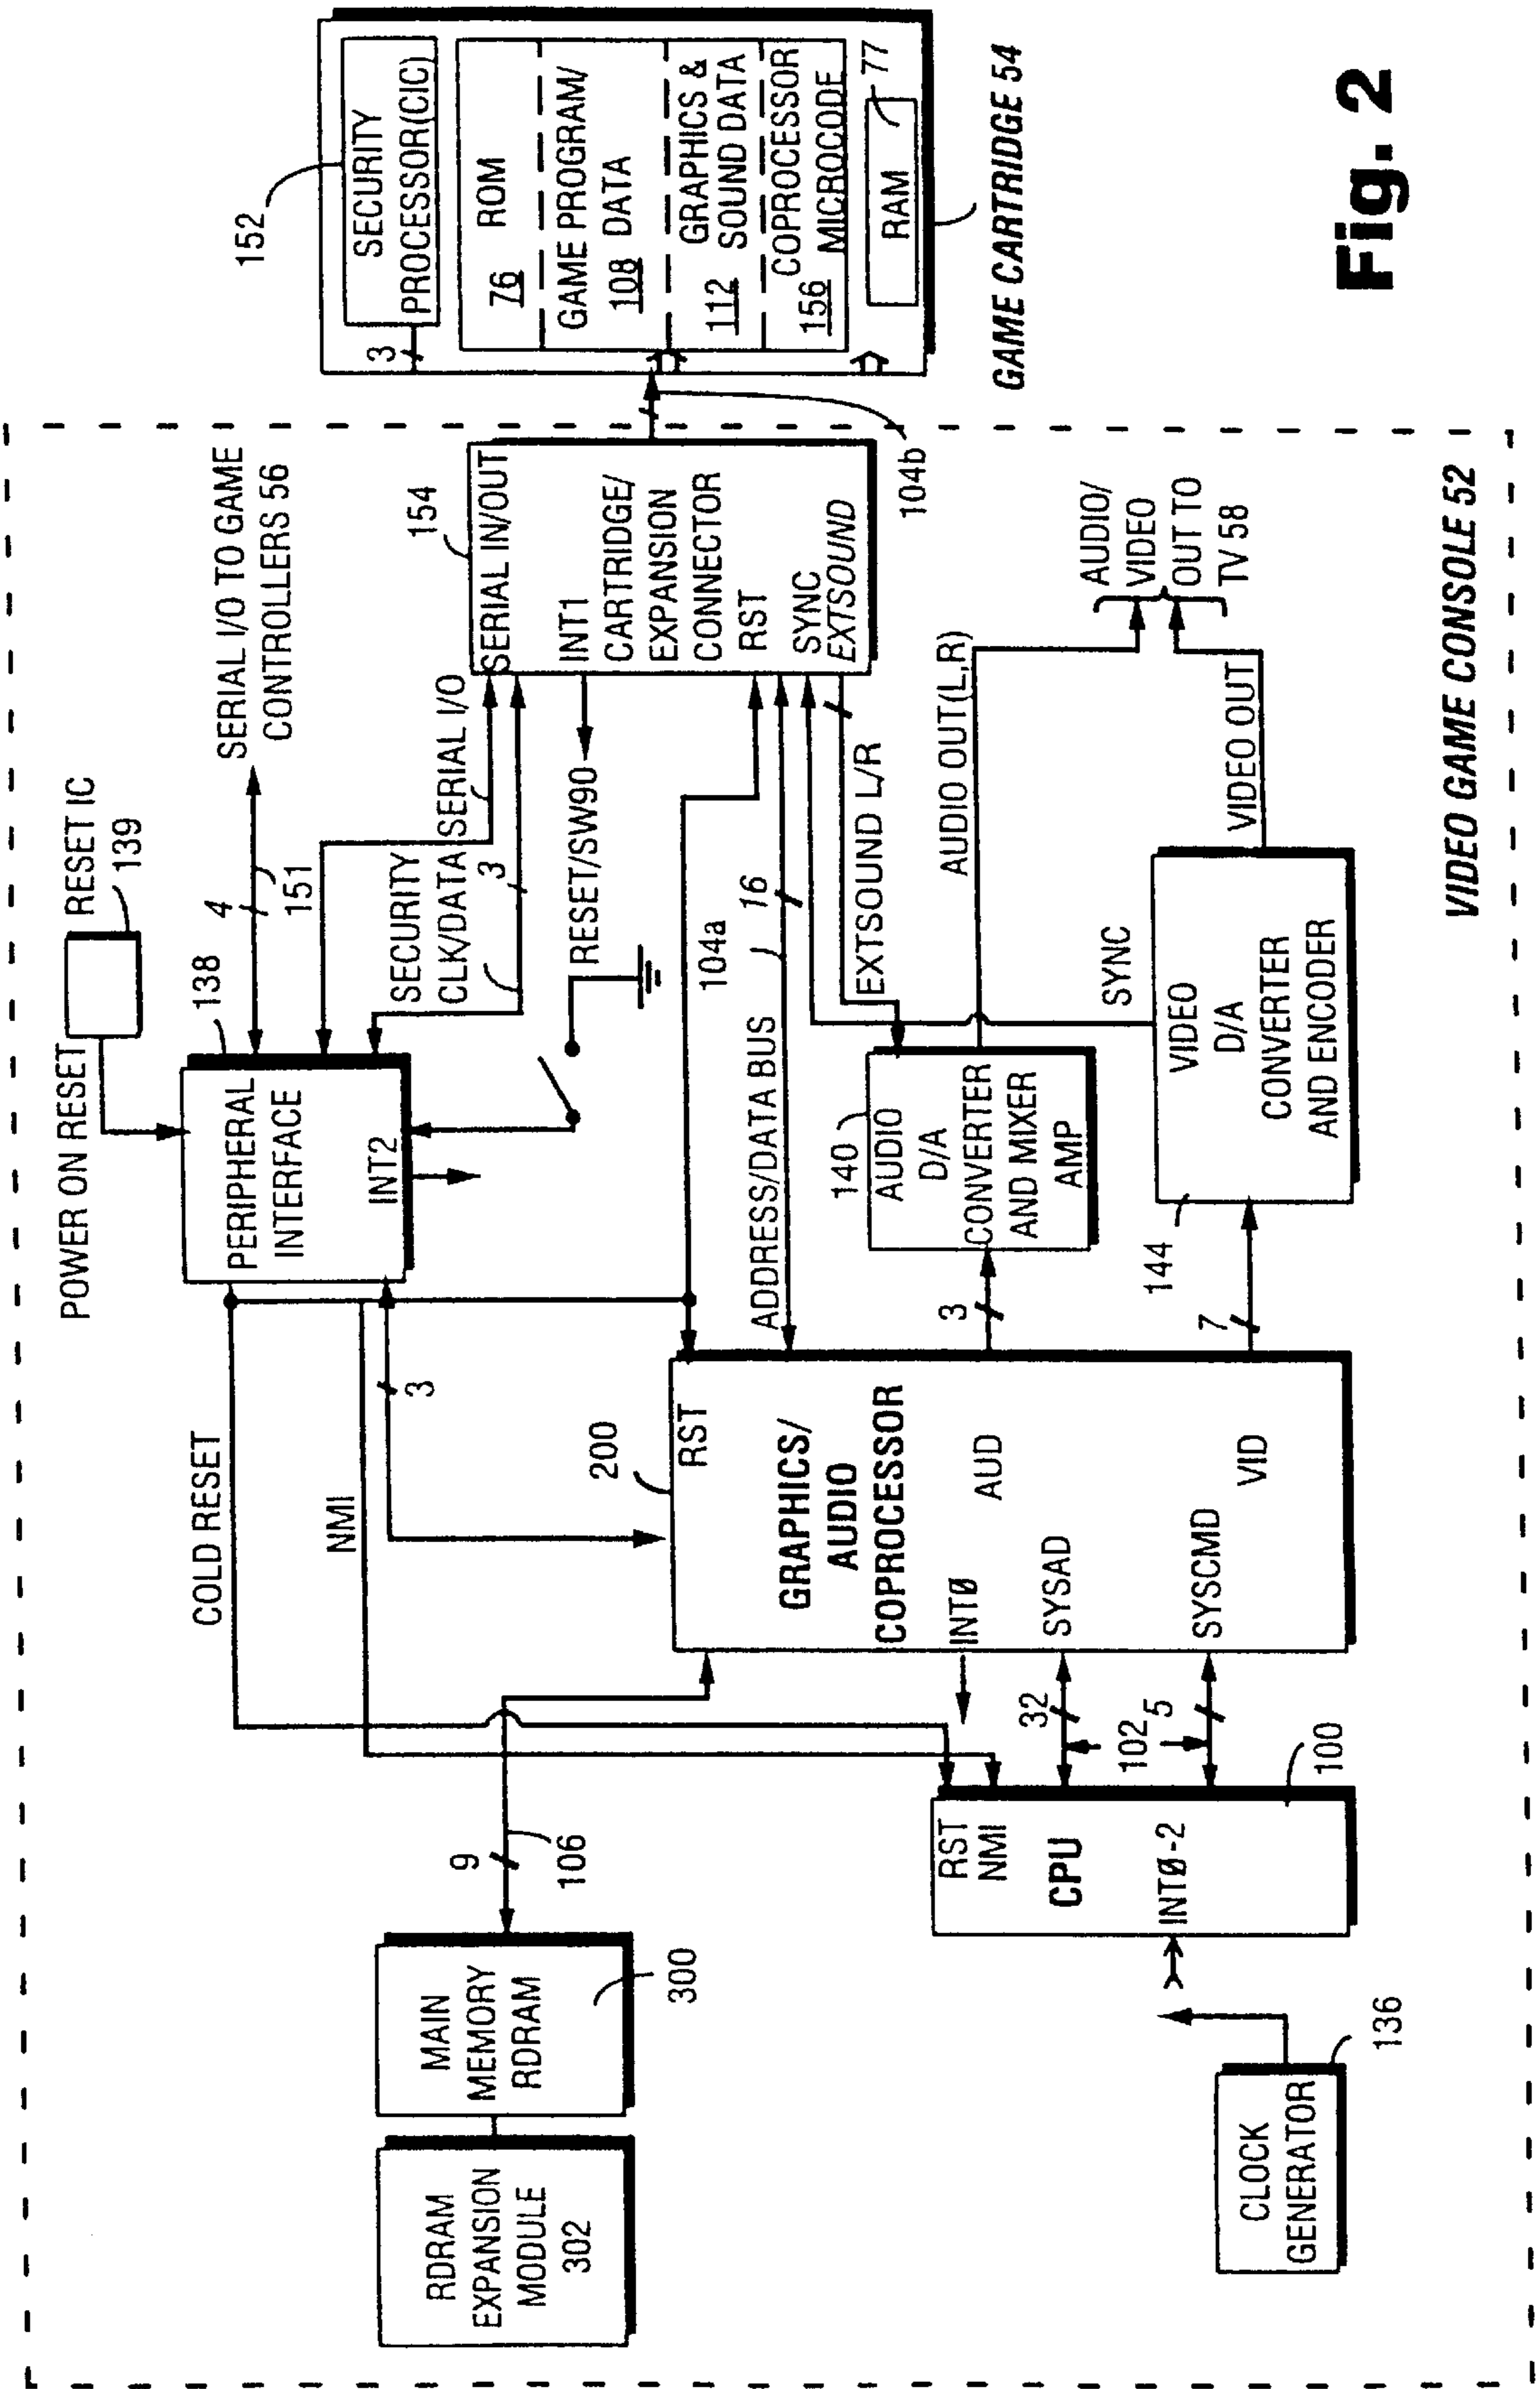 POWER ON RESET
RESET IC
139
138
PERIPHERAL
INTERFACE
INT2
4
151
SERIAL I/O TO GAME
CONTROLLERS 56
COLD RESET
NMI
3
SECURITY
CLK/DATA
3
SERIAL I/O
RESET/SW90
154
SERIAL IN/OUT
INT1
CARTRIDGE/
EXPANSION
CONNECTOR
RST
SYNC
EXTSOUND
104b
152
SECURITY
PROCESSOR(CIC)
3
ROM
76
GAME PROGRAM/
108 DATA
GRAPHICS &
112 SOUND DATA
COPROCESSOR
156 MICROCODE
RAM
77
GAME CARTRIDGE 54
RDRAM
EXPANSION
MODULE
302
MAIN
MEMORY
RDRAM
300
9
106
200
RST
GRAPHICS/
AUDIO
COPROCESSOR
AUD
INTØ
SYSAD
SYSCMD
VID
104a
ADDRESS/DATA BUS
16
EXTSOUND L/R
140
AUDIO
D/A
CONVERTER
AND MIXER
AMP
3
AUDIO OUT(L,R)
SYNC
VIDEO
D/A
CONVERTER
AND ENCODER
144
7
VIDEO OUT
AUDIO/
VIDEO
OUT TO
TV 58
32
102
5
RST
NMI
CPU
INTØ-2
100
CLOCK
GENERATOR
136
VIDEO GAME CONSOLE 52
Fig. 2